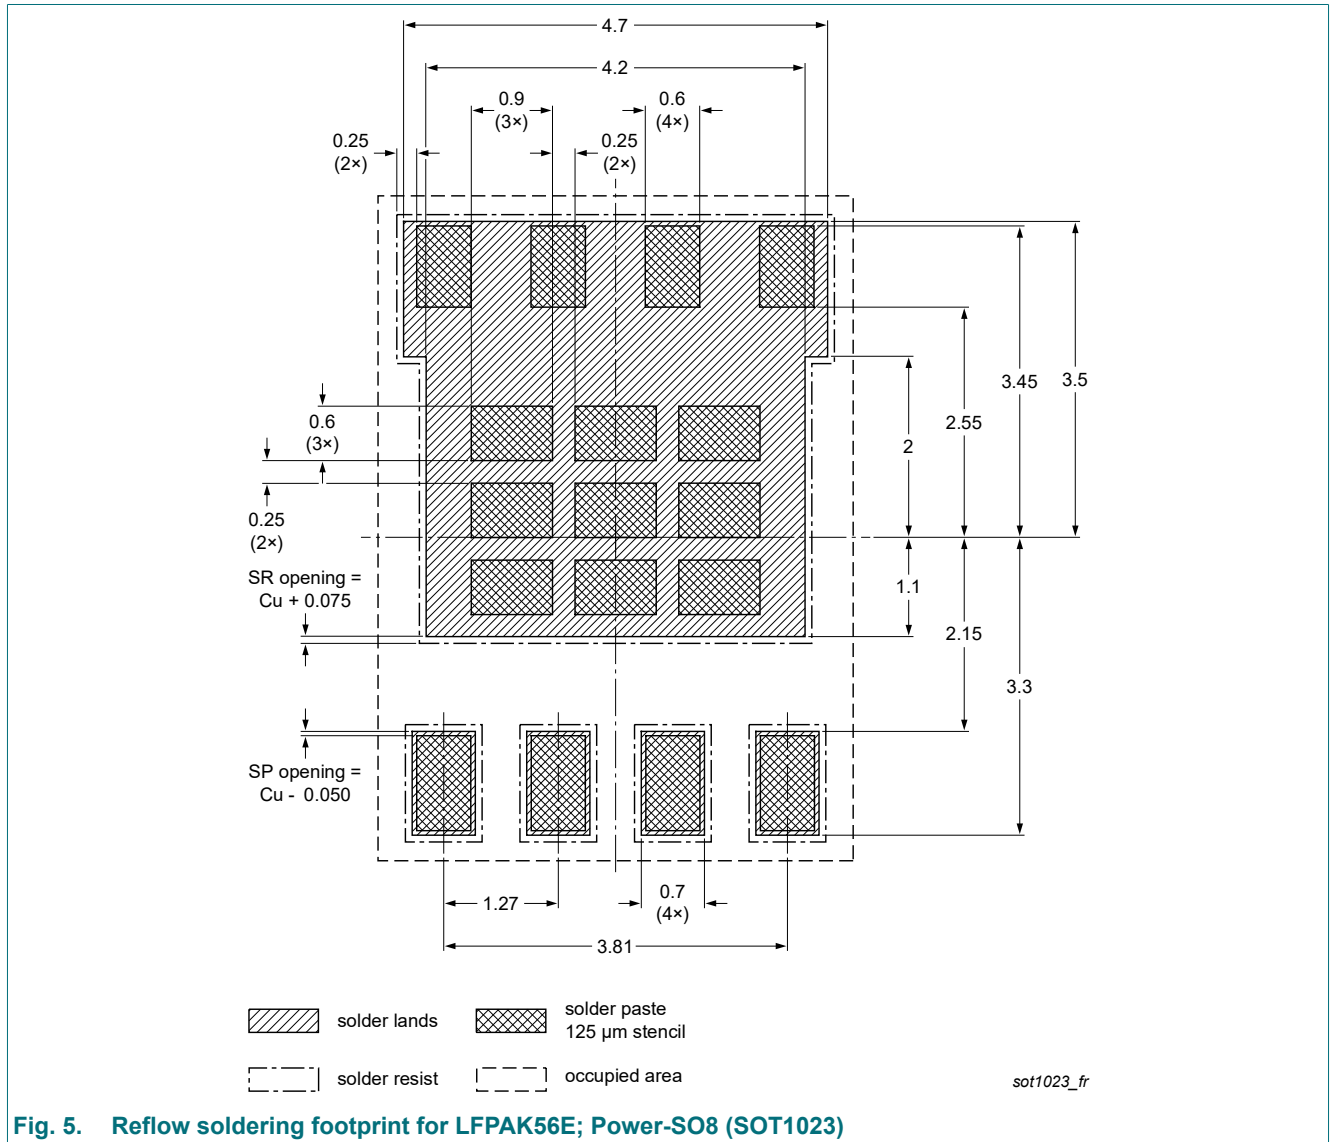 4.7
4.2
0.9
(3×)
0.6
(4×)
0.25
(2×)
0.25
(2×)
3.45
3.5
2.55
2
0.6
(3×)
0.25
(2×)
SR opening =
Cu + 0.075
1.1
2.15
3.3
SP opening =
Cu - 0.050
1.27
0.7
(4×)
3.81
solder lands
solder paste
125 µm stencil
solder resist
occupied area
sot1023_fr
Fig. 5. Reflow soldering footprint for LFPAK56E; Power-SO8 (SOT1023)